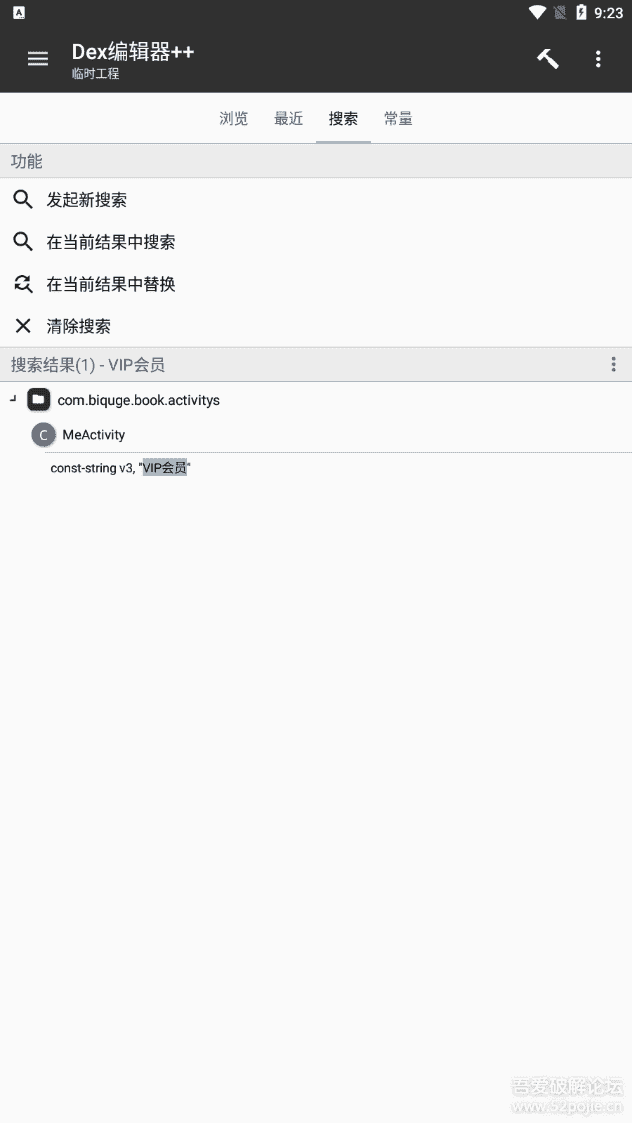 A
9:23
Dex编辑器++
临时工程
浏览 最近 搜索 常量
功能
发起新搜索
在当前结果中搜索
在当前结果中替换
清除搜索
搜索结果(1) - VIP会员
com.biquge.book.activitys
C MeActivity
const-string v3, "VIP会员"
吾爱破解论坛
www.52pojie.cn